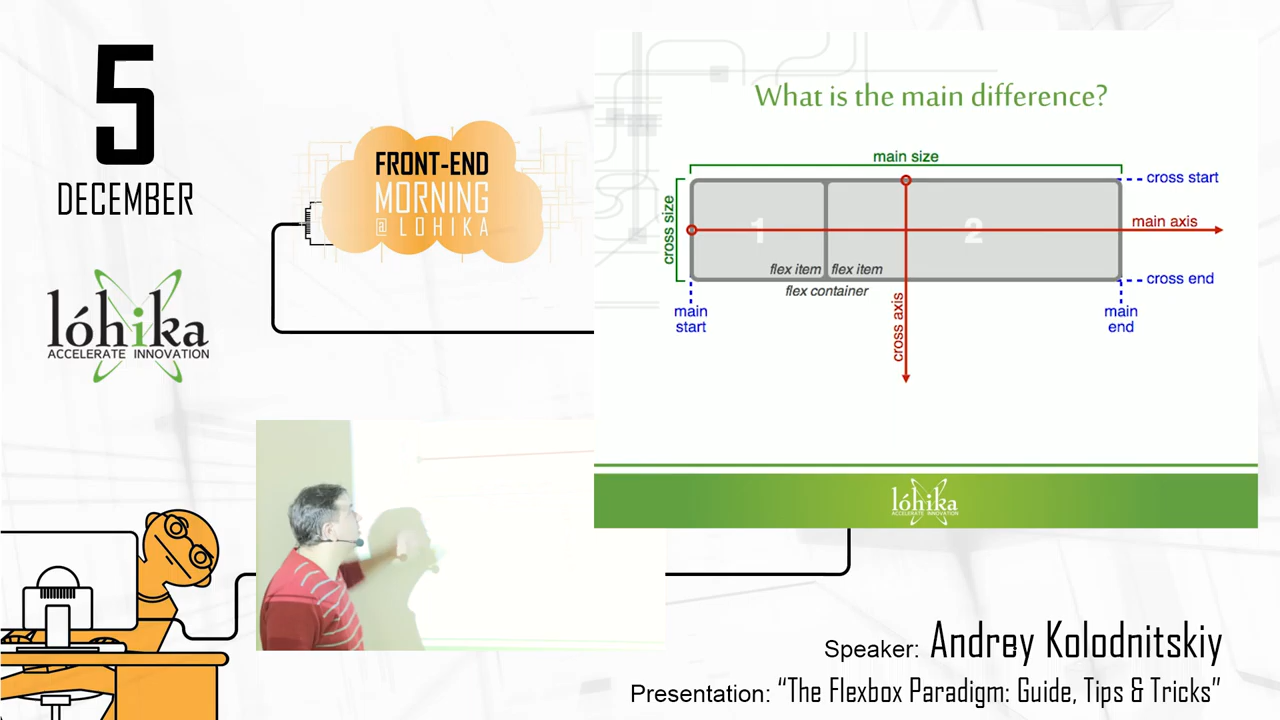 5
DECEMBER
lóhika
ACCELERATE INNOVATION
FRONT-END
MORNING
@ LOHIKA
What is the main difference?
main size
cross size
cross start
main axis
1
2
flex item
flex item
flex container
cross end
main
start
cross axis
main
end
lóhika
ACCELERATE INNOVATION
Speaker: Andrey Kolodnitskiy
Presentation: “The Flexbox Paradigm: Guide, Tips & Tricks”